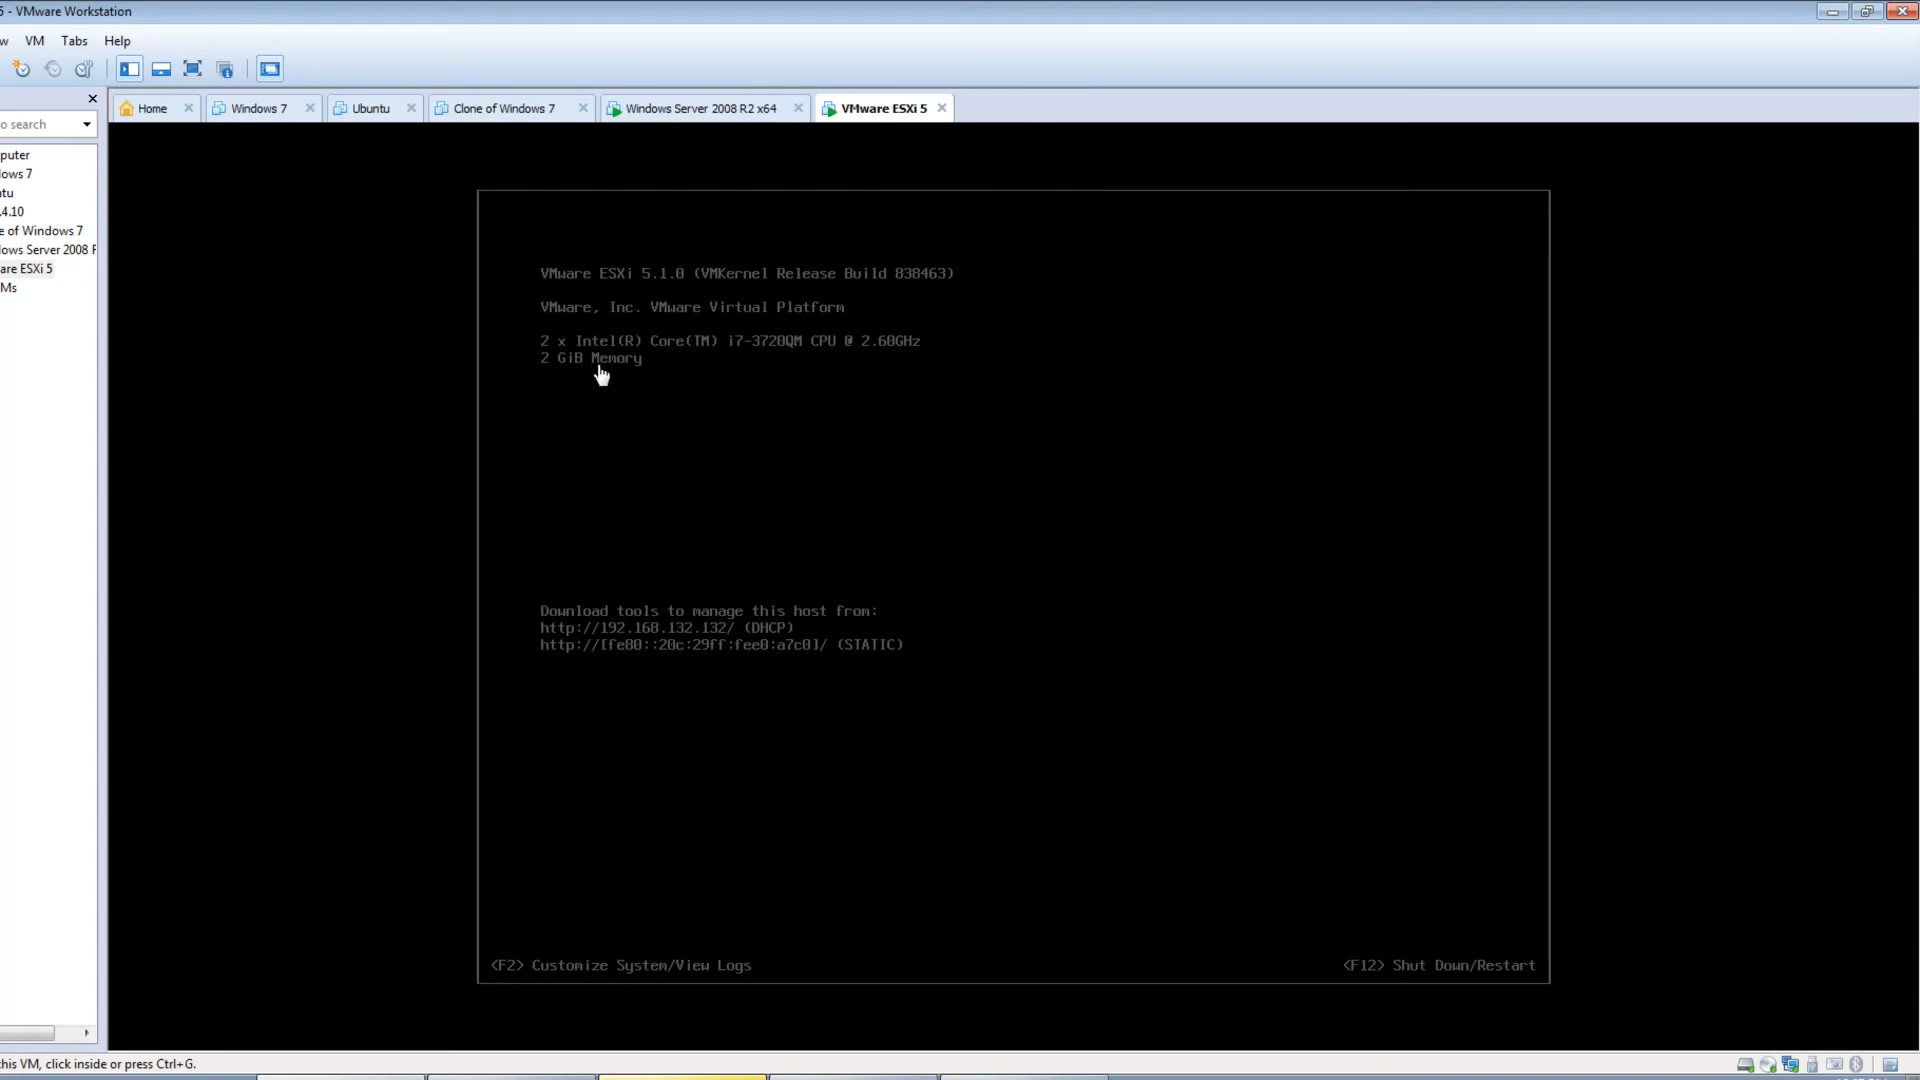 5 - VMware Workstation
w VM Tabs Help
Home Windows 7 Ubuntu Clone of Windows 7 Windows Server 2008 R2 x64 VMware ESXi 5
o search
puter
ows 7
ntu
.4.10
e of Windows 7
lows Server 2008 R
are ESXi 5
Ms
VMware ESXi 5.1.0 (VMKernel Release Build 838463)
VMware, Inc. VMware Virtual Platform
2 x Intel(R) Core(TM) i7-3720QM CPU @ 2.60GHz
2 GiB Memory
Download tools to manage this host from:
http://192.168.132.132/ (DHCP)
http://[fe80::20c:29ff:fee0:a7c0]/ (STATIC)
<F2> Customize System/View Logs
<F12> Shut Down/Restart
this VM, click inside or press Ctrl+G.